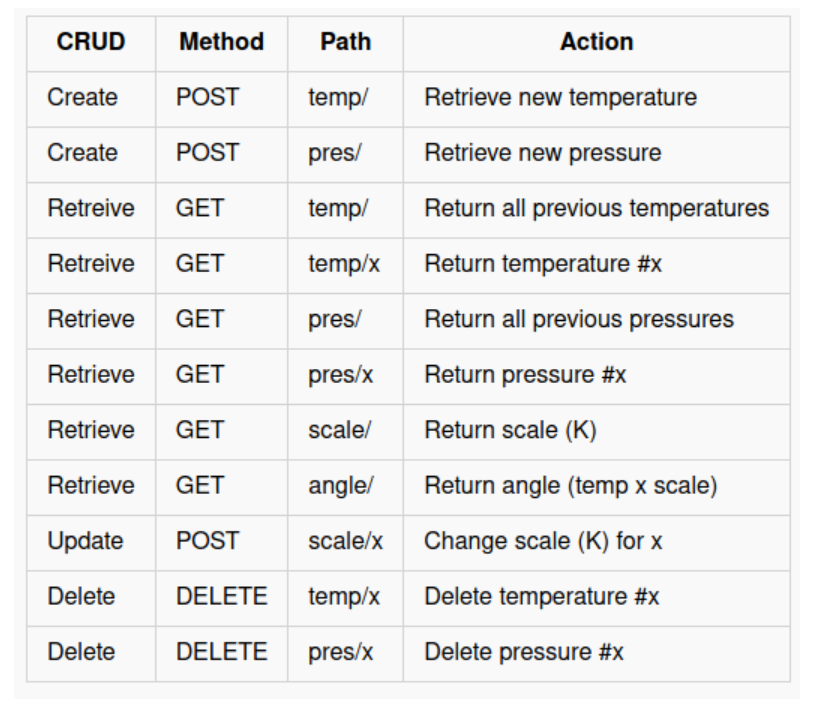 CRUD Method Path Action
Create POST temp/ Retrieve new temperature
Create POST pres/ Retrieve new pressure
Retreive GET temp/ Return all previous temperatures
Retreive GET temp/x Return temperature #x
Retrieve GET pres/ Return all previous pressures
Retrieve GET pres/x Return pressure #x
Retrieve GET scale/ Return scale (K)
Retrieve GET angle/ Return angle (temp x scale)
Update POST scale/x Change scale (K) for x
Delete DELETE temp/x Delete temperature #x
Delete DELETE pres/x Delete pressure #x